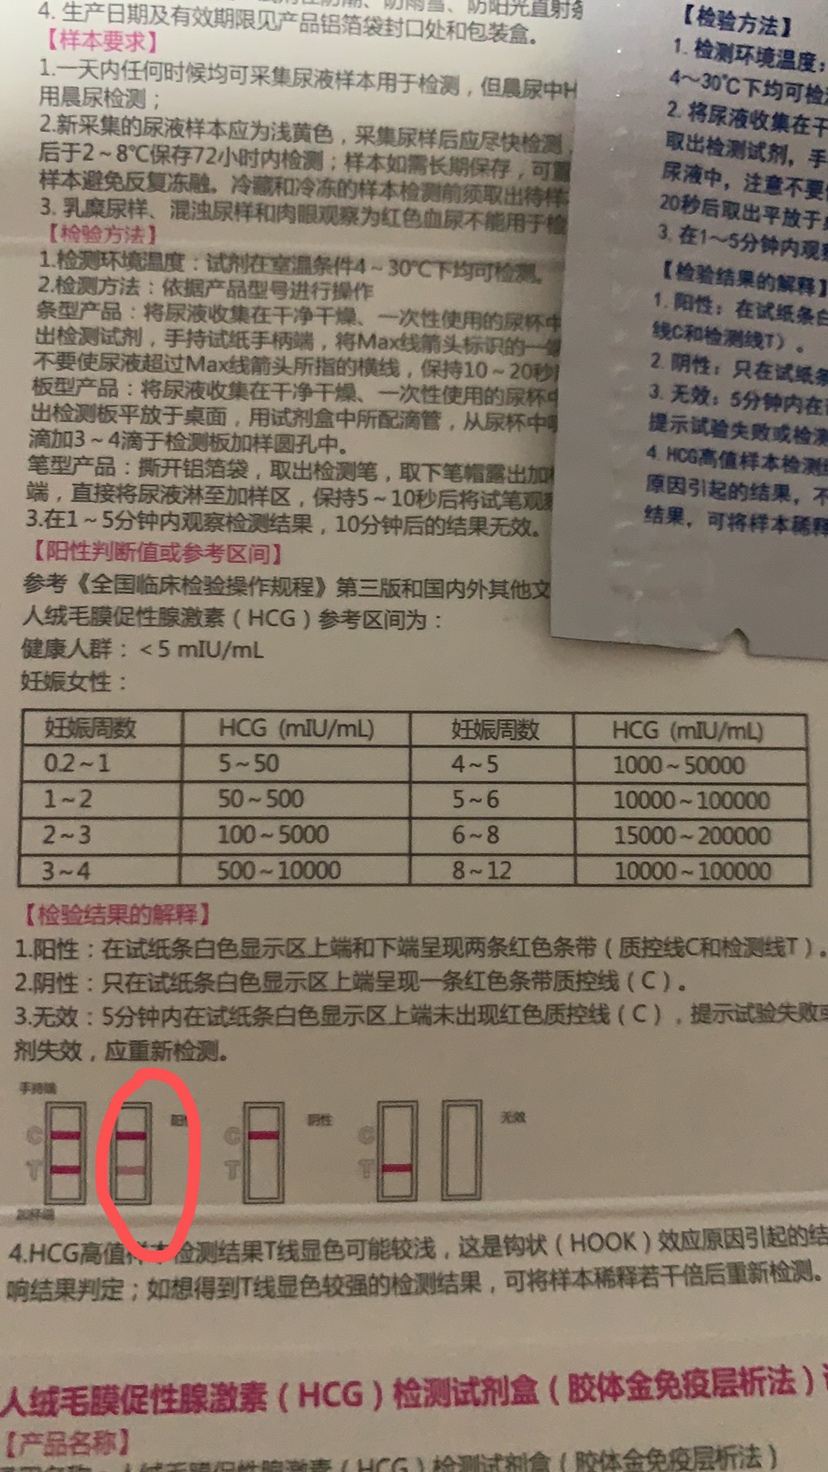 4. 生产日期及有效期限见产品铝箔袋封口处和包装盒。
【样本要求】
1.一天内任何时候均可采集尿液样本用于检测，但晨尿中H
用晨尿检测；
2.新采集的尿液样本应为浅黄色，采集尿样后应尽快检测，
后于2～8℃保存72小时内检测；样本如需长期保存，可置
样本避免反复冻融。冷藏和冷冻的样本检测前须取出待样
3. 乳糜尿样、混浊尿样和肉眼观察为红色血尿不能用于检
【检验方法】
1.检测环境温度：试剂在室温条件4～30℃下均可检测。
2.检测方法：依据产品型号进行操作
条型产品：将尿液收集在干净干燥、一次性使用的尿杯中
出检测试剂，手持试纸手柄端，将Max线箭头标识的一端
不要使尿液超过Max线箭头所指的横线，保持10～20秒
板型产品：将尿液收集在干净干燥、一次性使用的尿杯中
出检测板平放于桌面，用试剂盒中所配滴管，从尿杯中吸
滴加3～4滴于检测板加样圆孔中。
笔型产品：撕开铝箔袋，取出检测笔，取下笔帽露出加样
端，直接将尿液淋至加样区，保持5～10秒后将试笔观察
3.在1～5分钟内观察检测结果，10分钟后的结果无效。
【阳性判断值或参考区间】
参考《全国临床检验操作规程》第三版和国内外其他文
人绒毛膜促性腺激素（HCG）参考区间为：
健康人群：＜5 mIU/mL
妊娠女性：
妊娠周数 HCG (mIU/mL) 妊娠周数 HCG (mIU/mL)
0.2～1 5～50 4～5 1000～50000
1～2 50～500 5～6 10000～100000
2～3 100～5000 6～8 15000～200000
3～4 500～10000 8～12 10000～100000
【检验结果的解释】
1.阳性：在试纸条白色显示区上端和下端呈现两条红色条带（质控线C和检测线T）。
2.阴性：只在试纸条白色显示区上端呈现一条红色条带质控线（C）。
3.无效：5分钟内在试纸条白色显示区上端未出现红色质控线（C），提示试验失败或
剂失效，应重新检测。
手持端
C 阳性 C 阴性 C 无效
T T T
加样端
4.HCG高值样本检测结果T线显色可能较浅，这是钩状（HOOK）效应原因引起的结
响结果判定；如想得到T线显色较强的检测结果，可将样本稀释若干倍后重新检测。
人绒毛膜促性腺激素（HCG）检测试剂盒（胶体金免疫层析法）
【产品名称】
人绒毛膜促性腺激素（HCG）检测试剂盒（胶体金免疫层析法）
【检验方法】
1. 检测环境温度：
4～30℃下均可检
2. 将尿液收集在干
取出检测试剂，手
尿液中，注意不要
20秒后取出平放于
3. 在1～5分钟内观察
【检验结果的解释】
1. 阳性：在试纸条白
线C和检测线T）。
2. 阴性：只在试纸条
3. 无效：5分钟内在
提示试验失败或检测
4. HCG高值样本检测结
原因引起的结果，不
结果，可将样本稀释